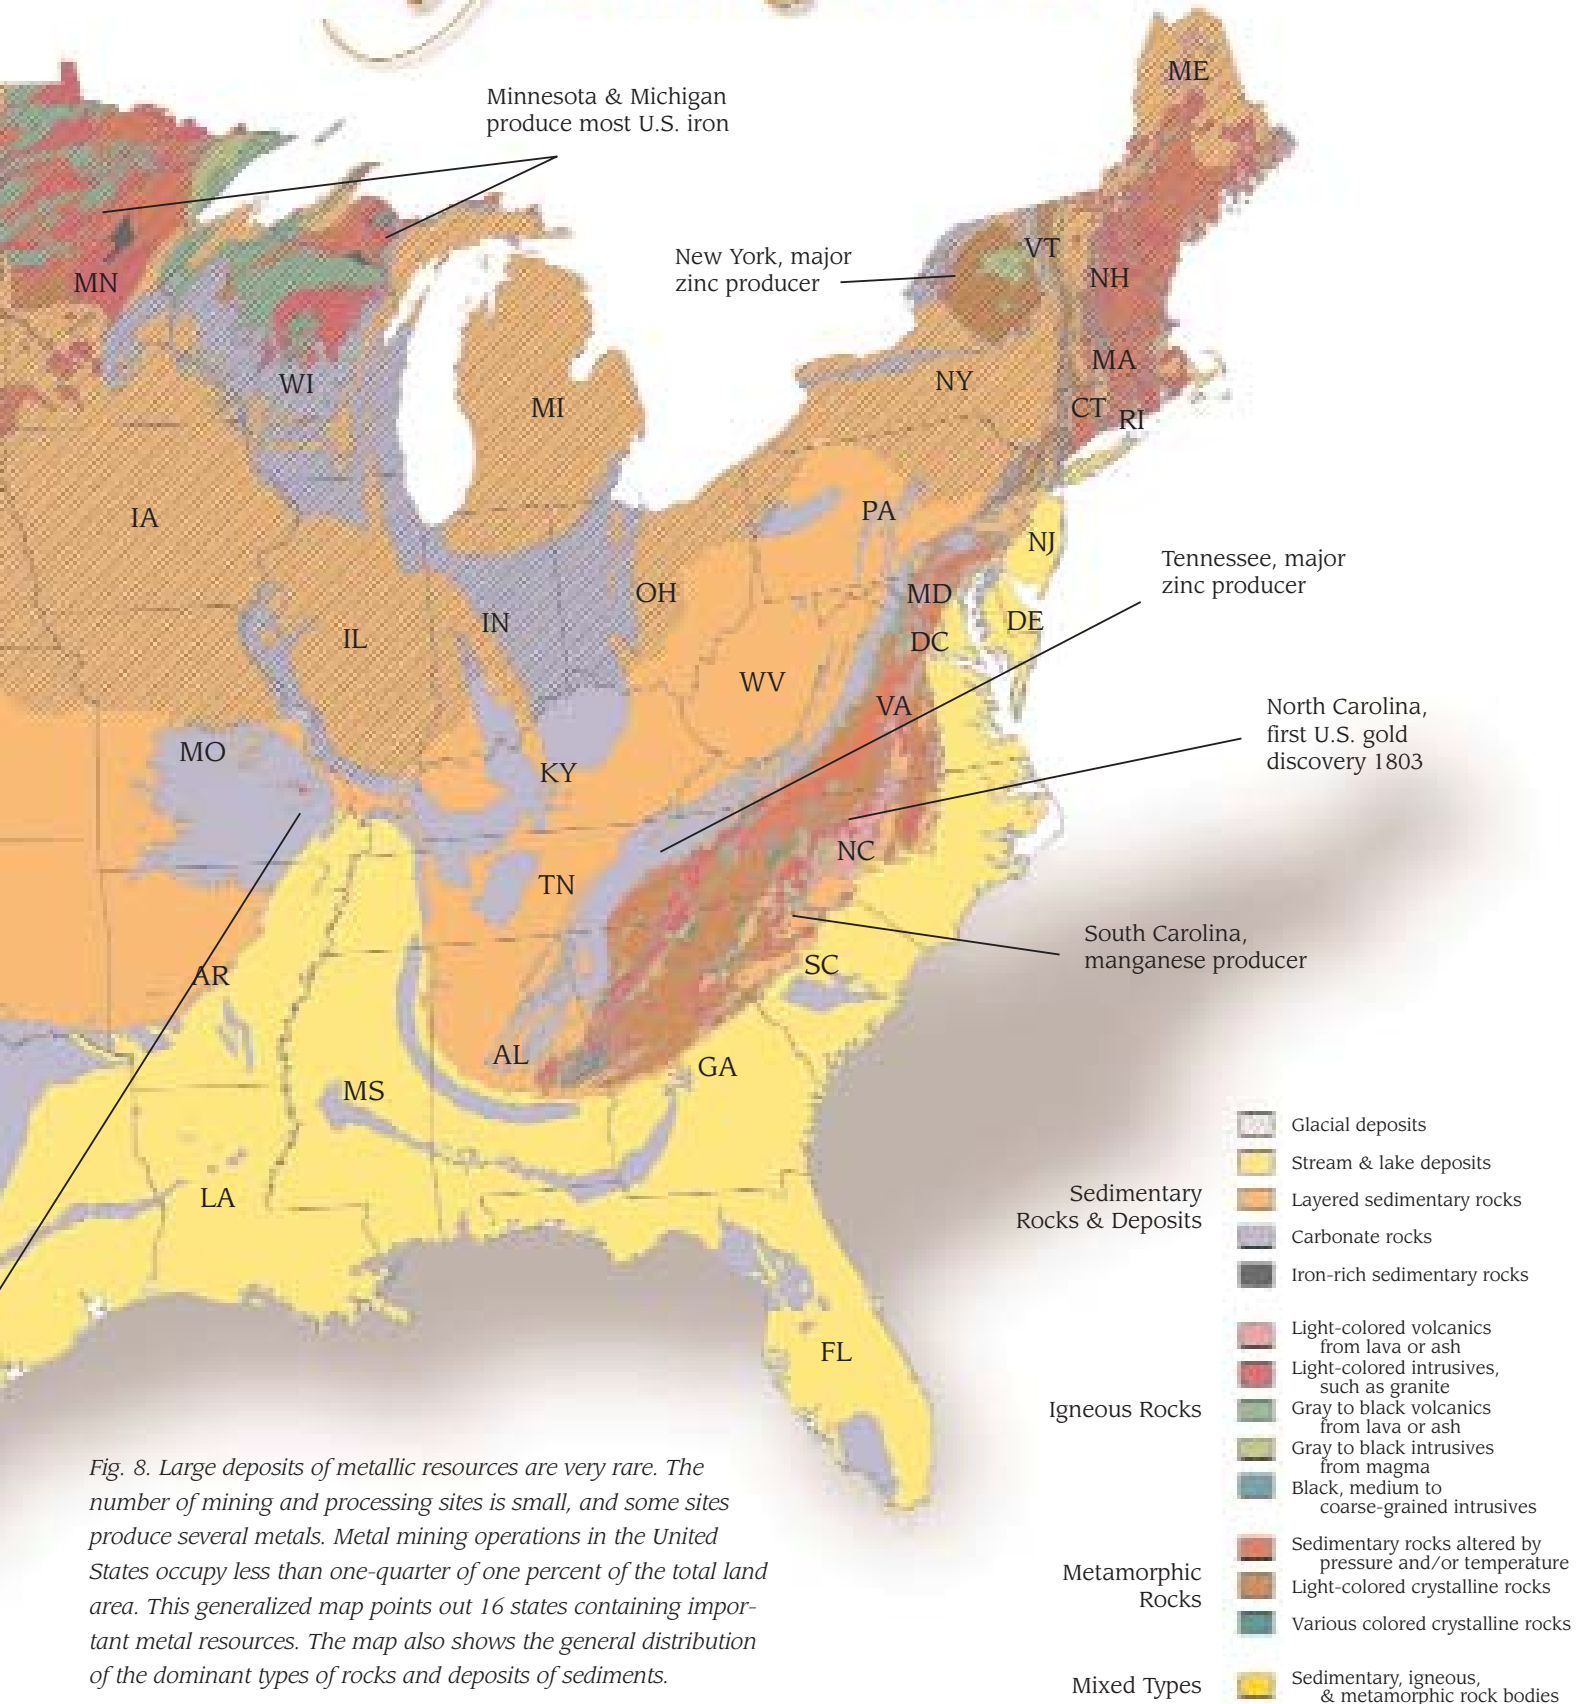 Minnesota & Michigan
produce most U.S. iron
New York, major
zinc producer
Tennessee, major
zinc producer
North Carolina,
first U.S. gold
discovery 1803
South Carolina,
manganese producer
ME
VT
NH
MN
MA
WI
NY
MI
CT
RI
PA
IA
NJ
OH
MD
DE
IN
IL
DC
WV
VA
MO
KY
NC
TN
AR
SC
AL
GA
MS
LA
FL
Sedimentary
Rocks & Deposits
Glacial deposits
Stream & lake deposits
Layered sedimentary rocks
Carbonate rocks
Iron-rich sedimentary rocks
Igneous Rocks
Light-colored volcanics
from lava or ash
Light-colored intrusives,
such as granite
Gray to black volcanics
from lava or ash
Gray to black intrusives
from magma
Black, medium to
coarse-grained intrusives
Metamorphic
Rocks
Sedimentary rocks altered by
pressure and/or temperature
Light-colored crystalline rocks
Various colored crystalline rocks
Mixed Types
Sedimentary, igneous,
& metamorphic rock bodies
Fig. 8. Large deposits of metallic resources are very rare. The
number of mining and processing sites is small, and some sites
produce several metals. Metal mining operations in the United
States occupy less than one-quarter of one percent of the total land
area. This generalized map points out 16 states containing impor-
tant metal resources. The map also shows the general distribution
of the dominant types of rocks and deposits of sediments.